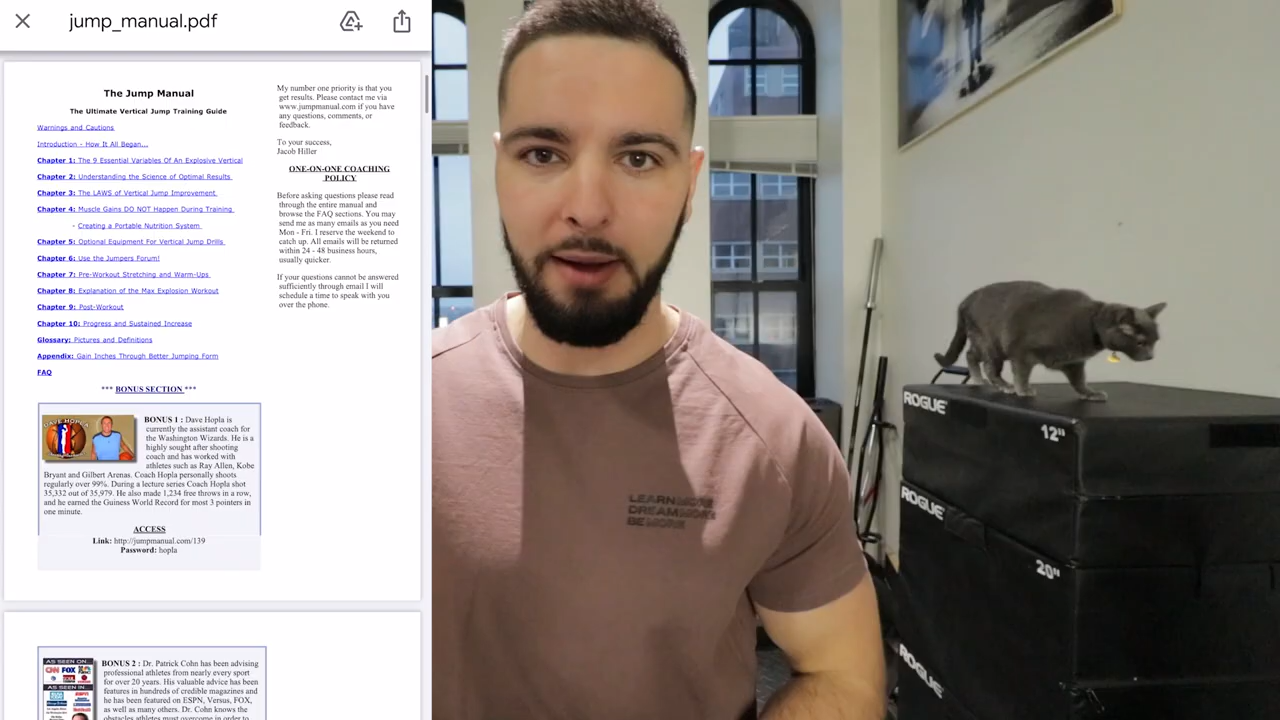 jump_manual.pdf
The Jump Manual
The Ultimate Vertical Jump Training Guide
Warnings and Cautions
Introduction - How It All Began...
Chapter 1: The 9 Essential Variables Of An Explosive Vertical
Chapter 2: Understanding the Science of Optimal Results
Chapter 3: The LAWS of Vertical Jump Improvement
Chapter 4: Muscle Gains DO NOT Happen During Training
- Creating a Portable Nutrition System
Chapter 5: Optional Equipment For Vertical Jump Drills
Chapter 6: Use the Jumpers Forum!
Chapter 7: Pre-Workout Stretching and Warm-Ups
Chapter 8: Explanation of the Max Explosion Workout
Chapter 9: Post-Workout
Chapter 10: Progress and Sustained Increase
Glossary: Pictures and Definitions
Appendix: Gain Inches Through Better Jumping Form
FAQ
*** BONUS SECTION ***
DAVE HOPLA
BONUS 1 : Dave Hopla is
currently the assistant coach for
the Washington Wizards. He is a
highly sought after shooting
coach and has worked with
athletes such as Ray Allen, Kobe
Bryant and Gilbert Arenas. Coach Hopla personally shoots
regularly over 99%. During a lecture series Coach Hopla shot
35,332 out of 35,979. He also made 1,234 free throws in a row,
and he earned the Guiness World Record for most 3 pointers in
one minute.
ACCESS
Link: http://jumpmanual.com/139
Password: hopla
My number one priority is that you
get results. Please contact me via
www.jumpmanual.com if you have
any questions, comments, or
feedback.
To your success,
Jacob Hiller
ONE-ON-ONE COACHING
POLICY
Before asking questions please read
through the entire manual and
browse the FAQ sections. You may
send me as many emails as you need
Mon - Fri. I reserve the weekend to
catch up. All emails will be returned
within 24 - 48 business hours,
usually quicker.
If your questions cannot be answered
sufficiently through email I will
schedule a time to speak with you
over the phone.
AS SEEN ON...
CNN FOX
AS SEEN IN...
BONUS 2 : Dr. Patrick Cohn has been advising
professional athletes from nearly every sport
for over 20 years. His valuable advice has been
features in hundreds of credible magazines and
he has been featured on ESPN, Versus, FOX,
as well as many others. Dr. Cohn knows the
obstacles athletes must overcome in order to
LEARN MORE
DREAM MORE
BE MORE
ROGUE
12"
ROGUE
20"
ROGUE